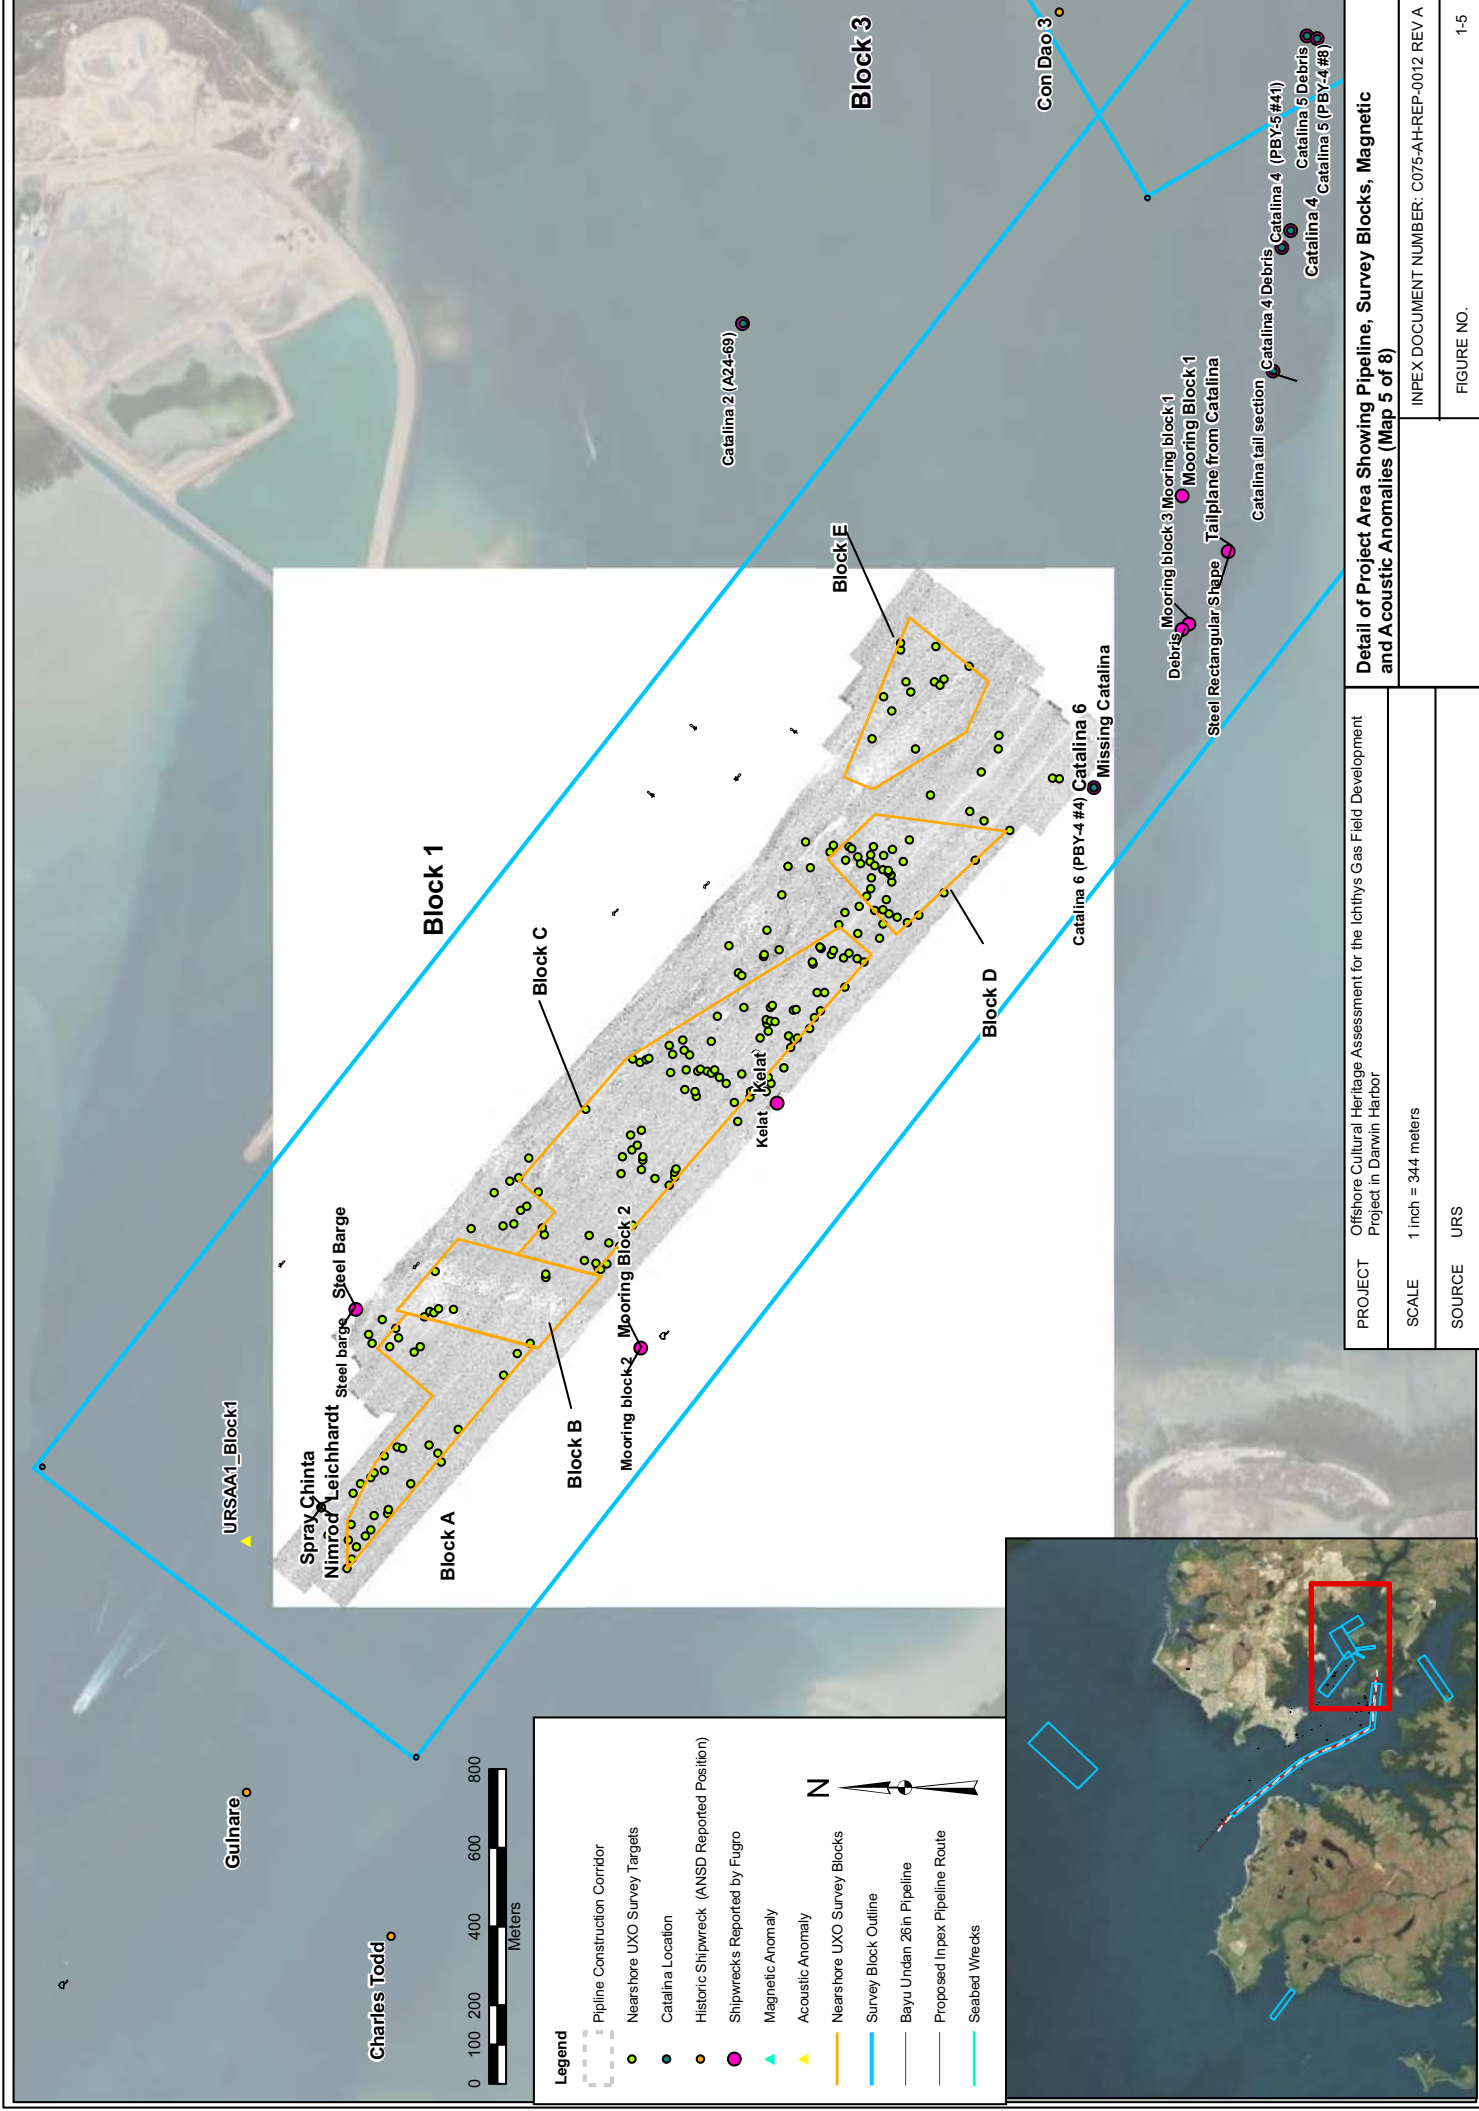 Gulnare
Charles Todd
URSAA1_Block1
Spray Chinta
Nimrod Leichhardt
Steel barge
Steel Barge
Block 1
Block 3
Block A
Block B
Block C
Block D
Block E
Mooring block 2
Mooring Block 2
Kelat
Kelat
Catalina 2 (A24-69)
Con Dao 3
Catalina 6 (PBY-4 #4)
Catalina 6
Missing Catalina
Debris
Mooring block 3
Mooring block 1
Mooring Block 1
Steel Rectangular Shape
Tailplane from Catalina
Catalina tail section
Catalina 4 Debris
Catalina 4 (PBY-5 #41)
Catalina 4
Catalina 5 Debris
Catalina 5 (PBY-4 #8)
0 100 200 400 600 800
Meters
Legend
Pipline Construction Corridor
Nearshore UXO Survey Targets
Catalina Location
Historic Shipwreck (ANSD Reported Position)
Shipwrecks Reported by Fugro
Magnetic Anomaly
Acoustic Anomaly
Nearshore UXO Survey Blocks
Survey Block Outline
Bayu Undan 26in Pipeline
Proposed Inpex Pipeline Route
Seabed Wrecks
N
PROJECT Offshore Cultural Heritage Assessment for the Ichthys Gas Field Development
Project in Darwin Harbor
SCALE 1 inch = 344 meters
SOURCE URS
Detail of Project Area Showing Pipeline, Survey Blocks, Magnetic
and Acoustic Anomalies (Map 5 of 8)
INPEX DOCUMENT NUMBER: C075-AH-REP-0012 REV A
FIGURE NO. 1-5